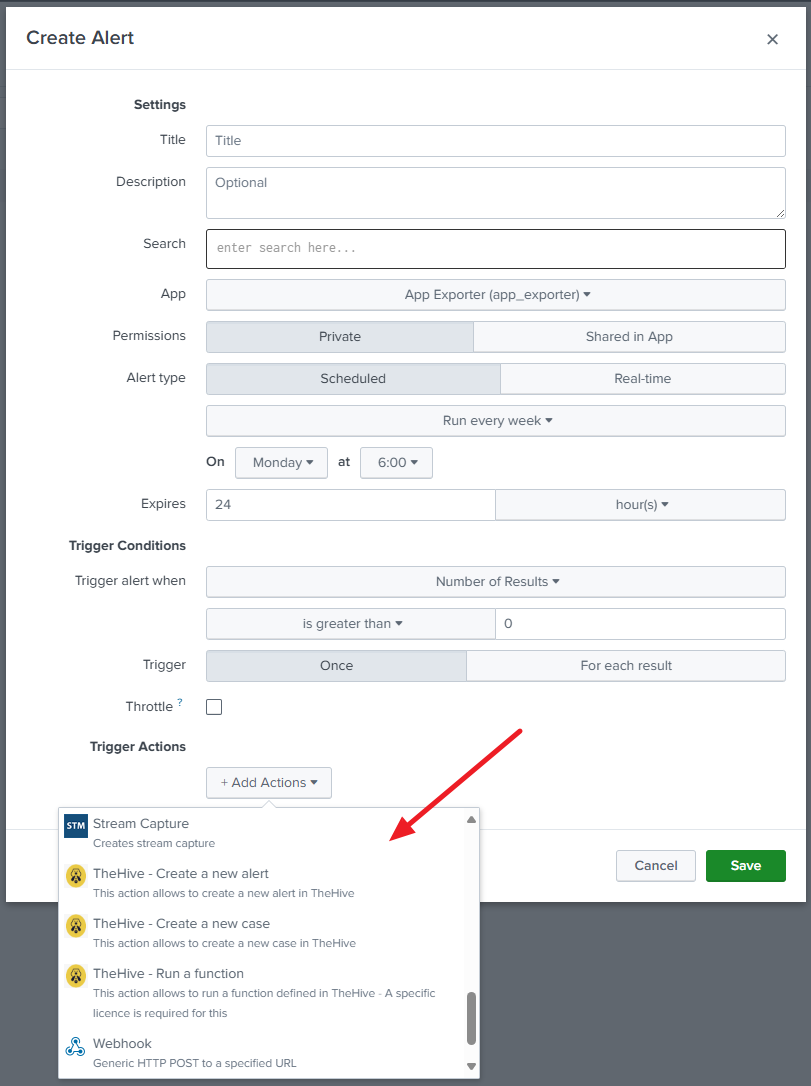 Create Alert
Settings
Title
Title
Description
Optional
Search
enter search here...
App
App Exporter (app_exporter)
Permissions
Private
Shared in App
Alert type
Scheduled
Real-time
Run every week
On
Monday
at
6:00
Expires
24
hour(s)
Trigger Conditions
Trigger alert when
Number of Results
is greater than
0
Trigger
Once
For each result
Throttle ?
Trigger Actions
+ Add Actions
STM
Stream Capture
Creates stream capture
TheHive - Create a new alert
This action allows to create a new alert in TheHive
TheHive - Create a new case
This action allows to create a new case in TheHive
TheHive - Run a function
This action allows to run a function defined in TheHive - A specific
licence is required for this
Webhook
Generic HTTP POST to a specified URL
Cancel
Save